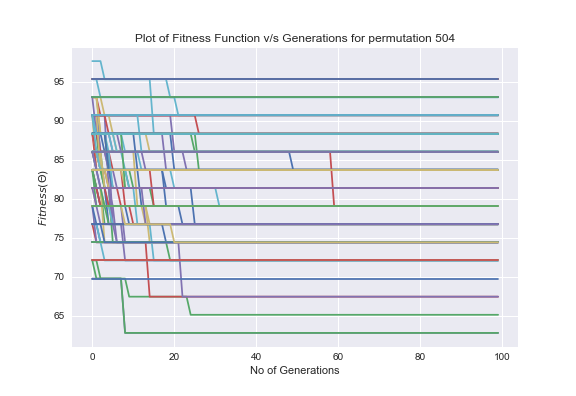 Plot of Fitness Function v/s Generations for permutation 504
95
90
85
80
75
70
65
Fitness(Θ)
0 20 40 60 80 100
No of Generations